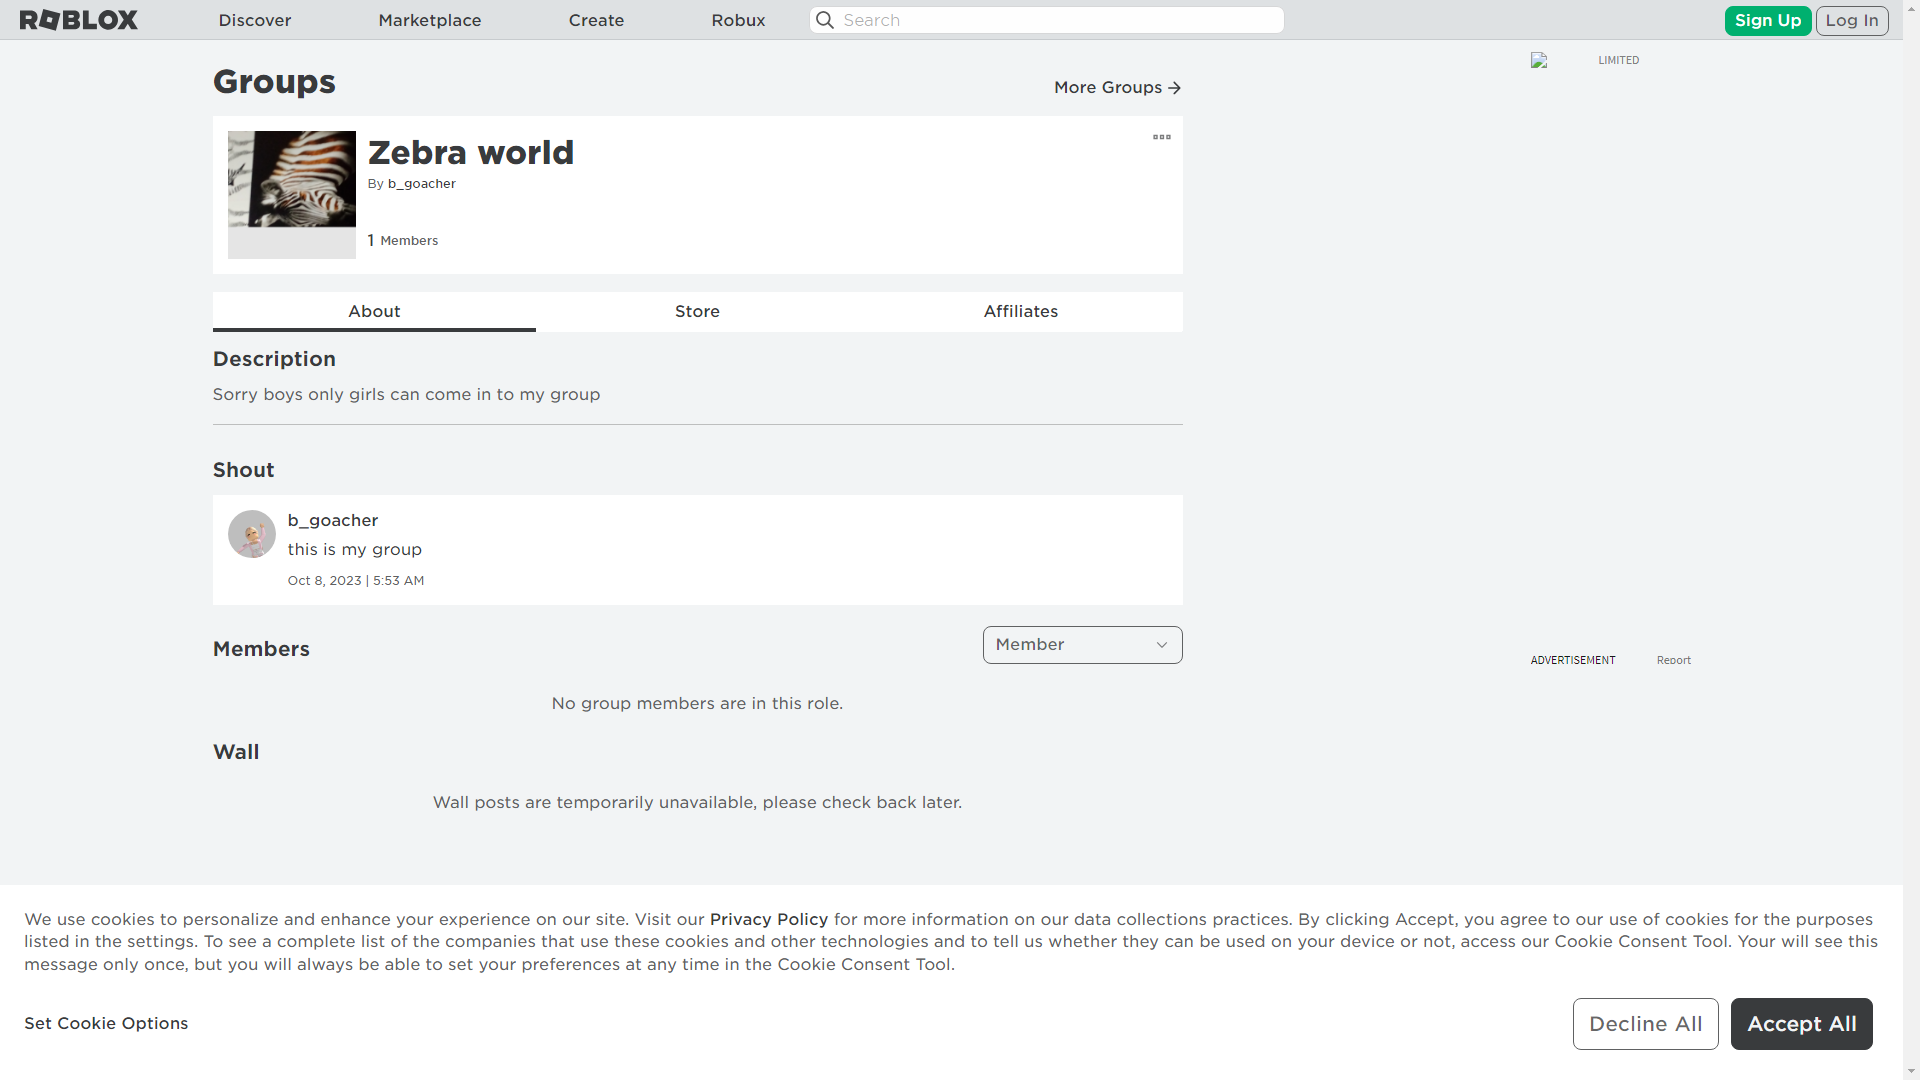 ROBLOX Discover Marketplace Create Robux Search Sign Up Log In
LIMITED
Groups
More Groups
Zebra world
By b_goacher
1 Members
About Store Affiliates
Description
Sorry boys only girls can come in to my group
Shout
b_goacher
this is my group
Oct 8, 2023 | 5:53 AM
Members
Member
ADVERTISEMENT Report
No group members are in this role.
Wall
Wall posts are temporarily unavailable, please check back later.
We use cookies to personalize and enhance your experience on our site. Visit our Privacy Policy for more information on our data collections practices. By clicking Accept, you agree to our use of cookies for the purposes
listed in the settings. To see a complete list of the companies that use these cookies and other technologies and to tell us whether they can be used on your device or not, access our Cookie Consent Tool. Your will see this
message only once, but you will always be able to set your preferences at any time in the Cookie Consent Tool.
Set Cookie Options
Decline All
Accept All